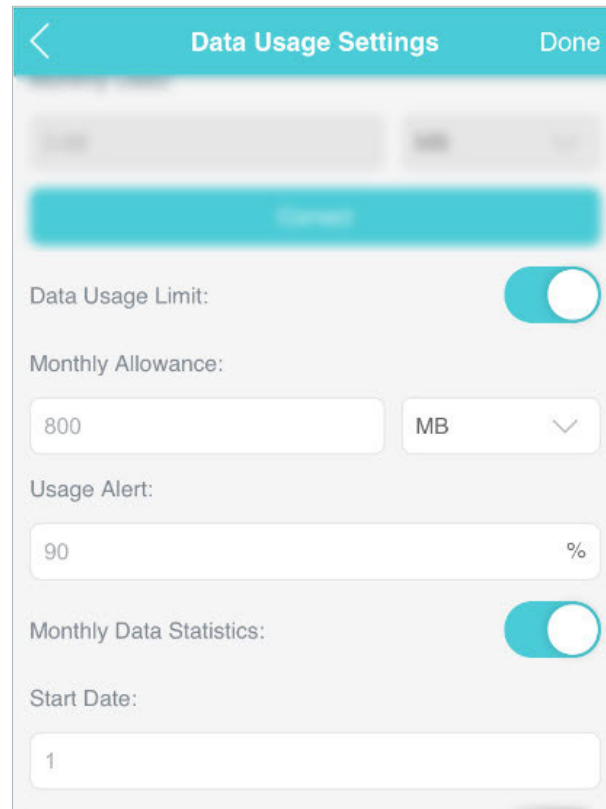 Data Usage Settings Done
Data Usage Limit:
Monthly Allowance:
800 MB
Usage Alert:
90 %
Monthly Data Statistics:
Start Date:
1